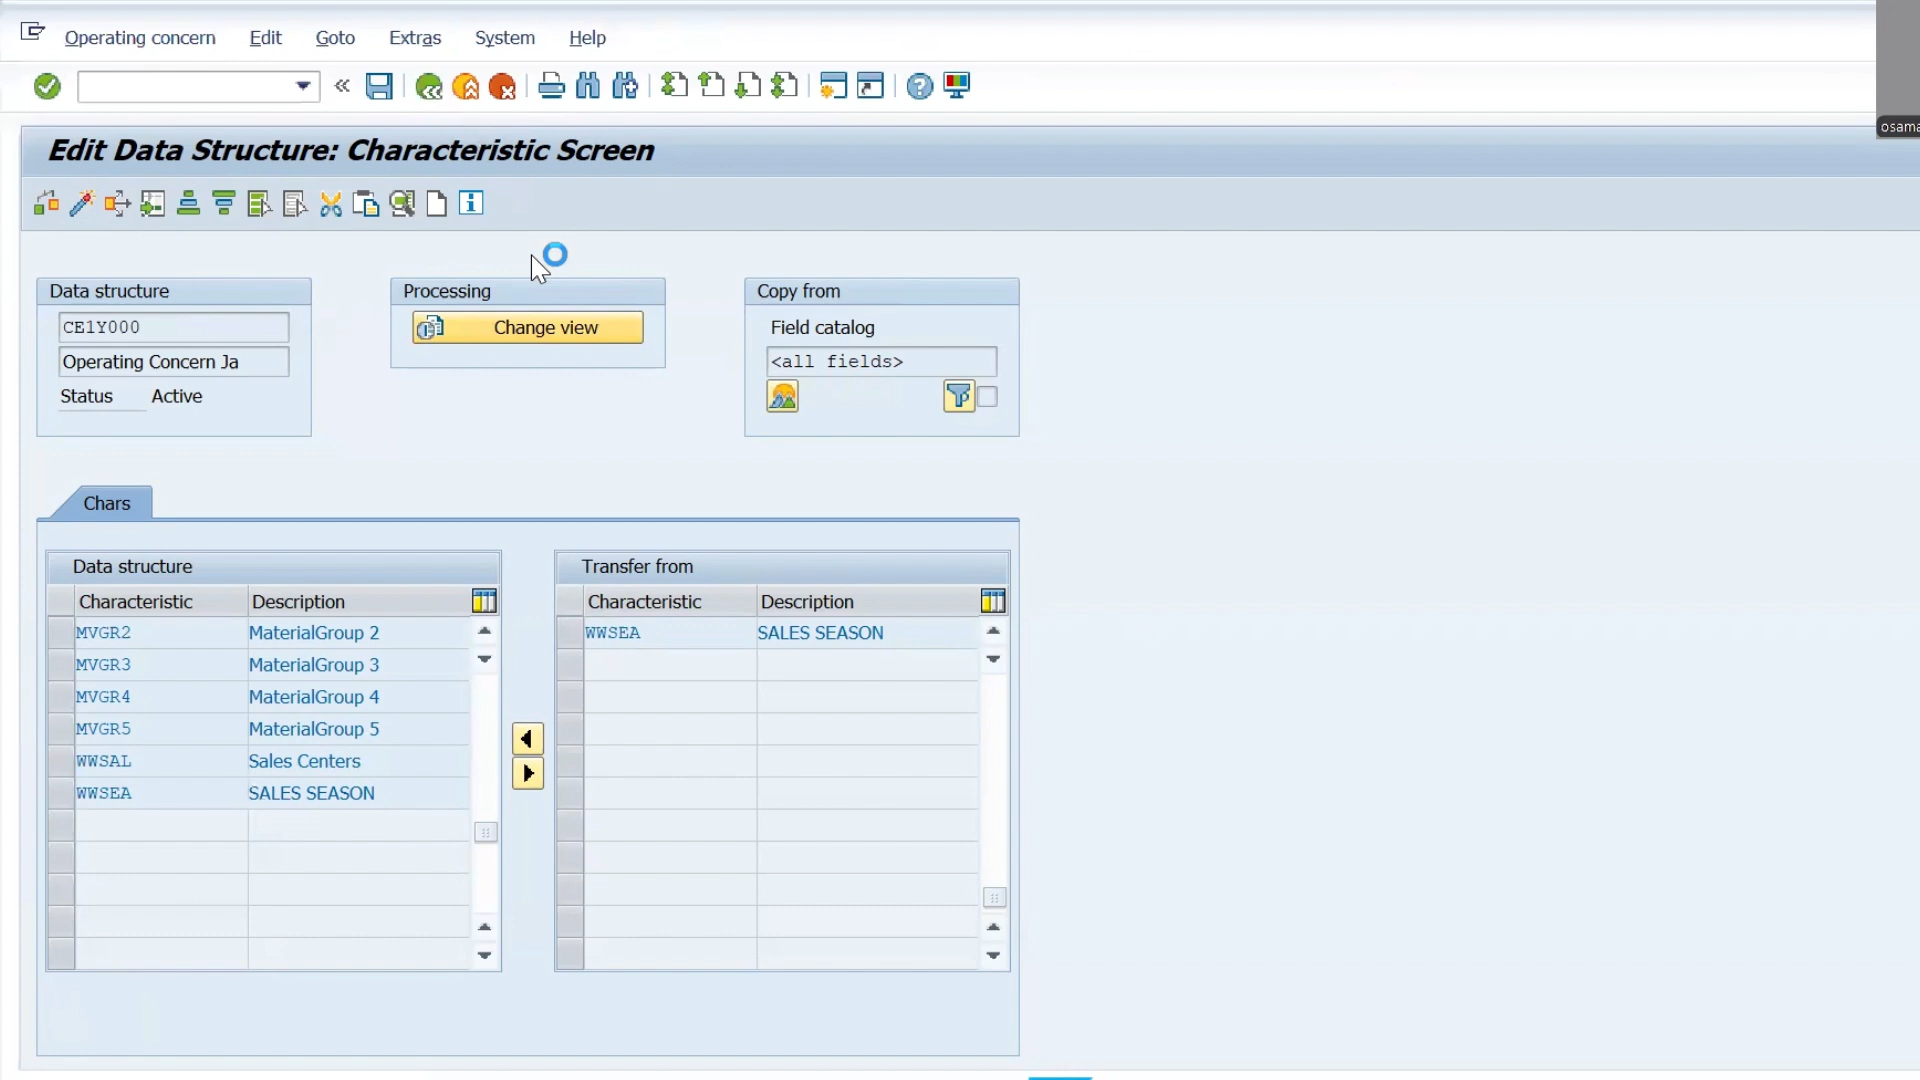 Operating concern Edit Goto Extras System Help
osama
Edit Data Structure: Characteristic Screen
Data structure
CE1Y000
Operating Concern Ja
Status Active
Processing
Change view
Copy from
Field catalog
<all fields>
Chars
Data structure
Characteristic Description
MVGR2 MaterialGroup 2
MVGR3 MaterialGroup 3
MVGR4 MaterialGroup 4
MVGR5 MaterialGroup 5
WWSAL Sales Centers
WWSEA SALES SEASON
Transfer from
Characteristic Description
WWSEA SALES SEASON